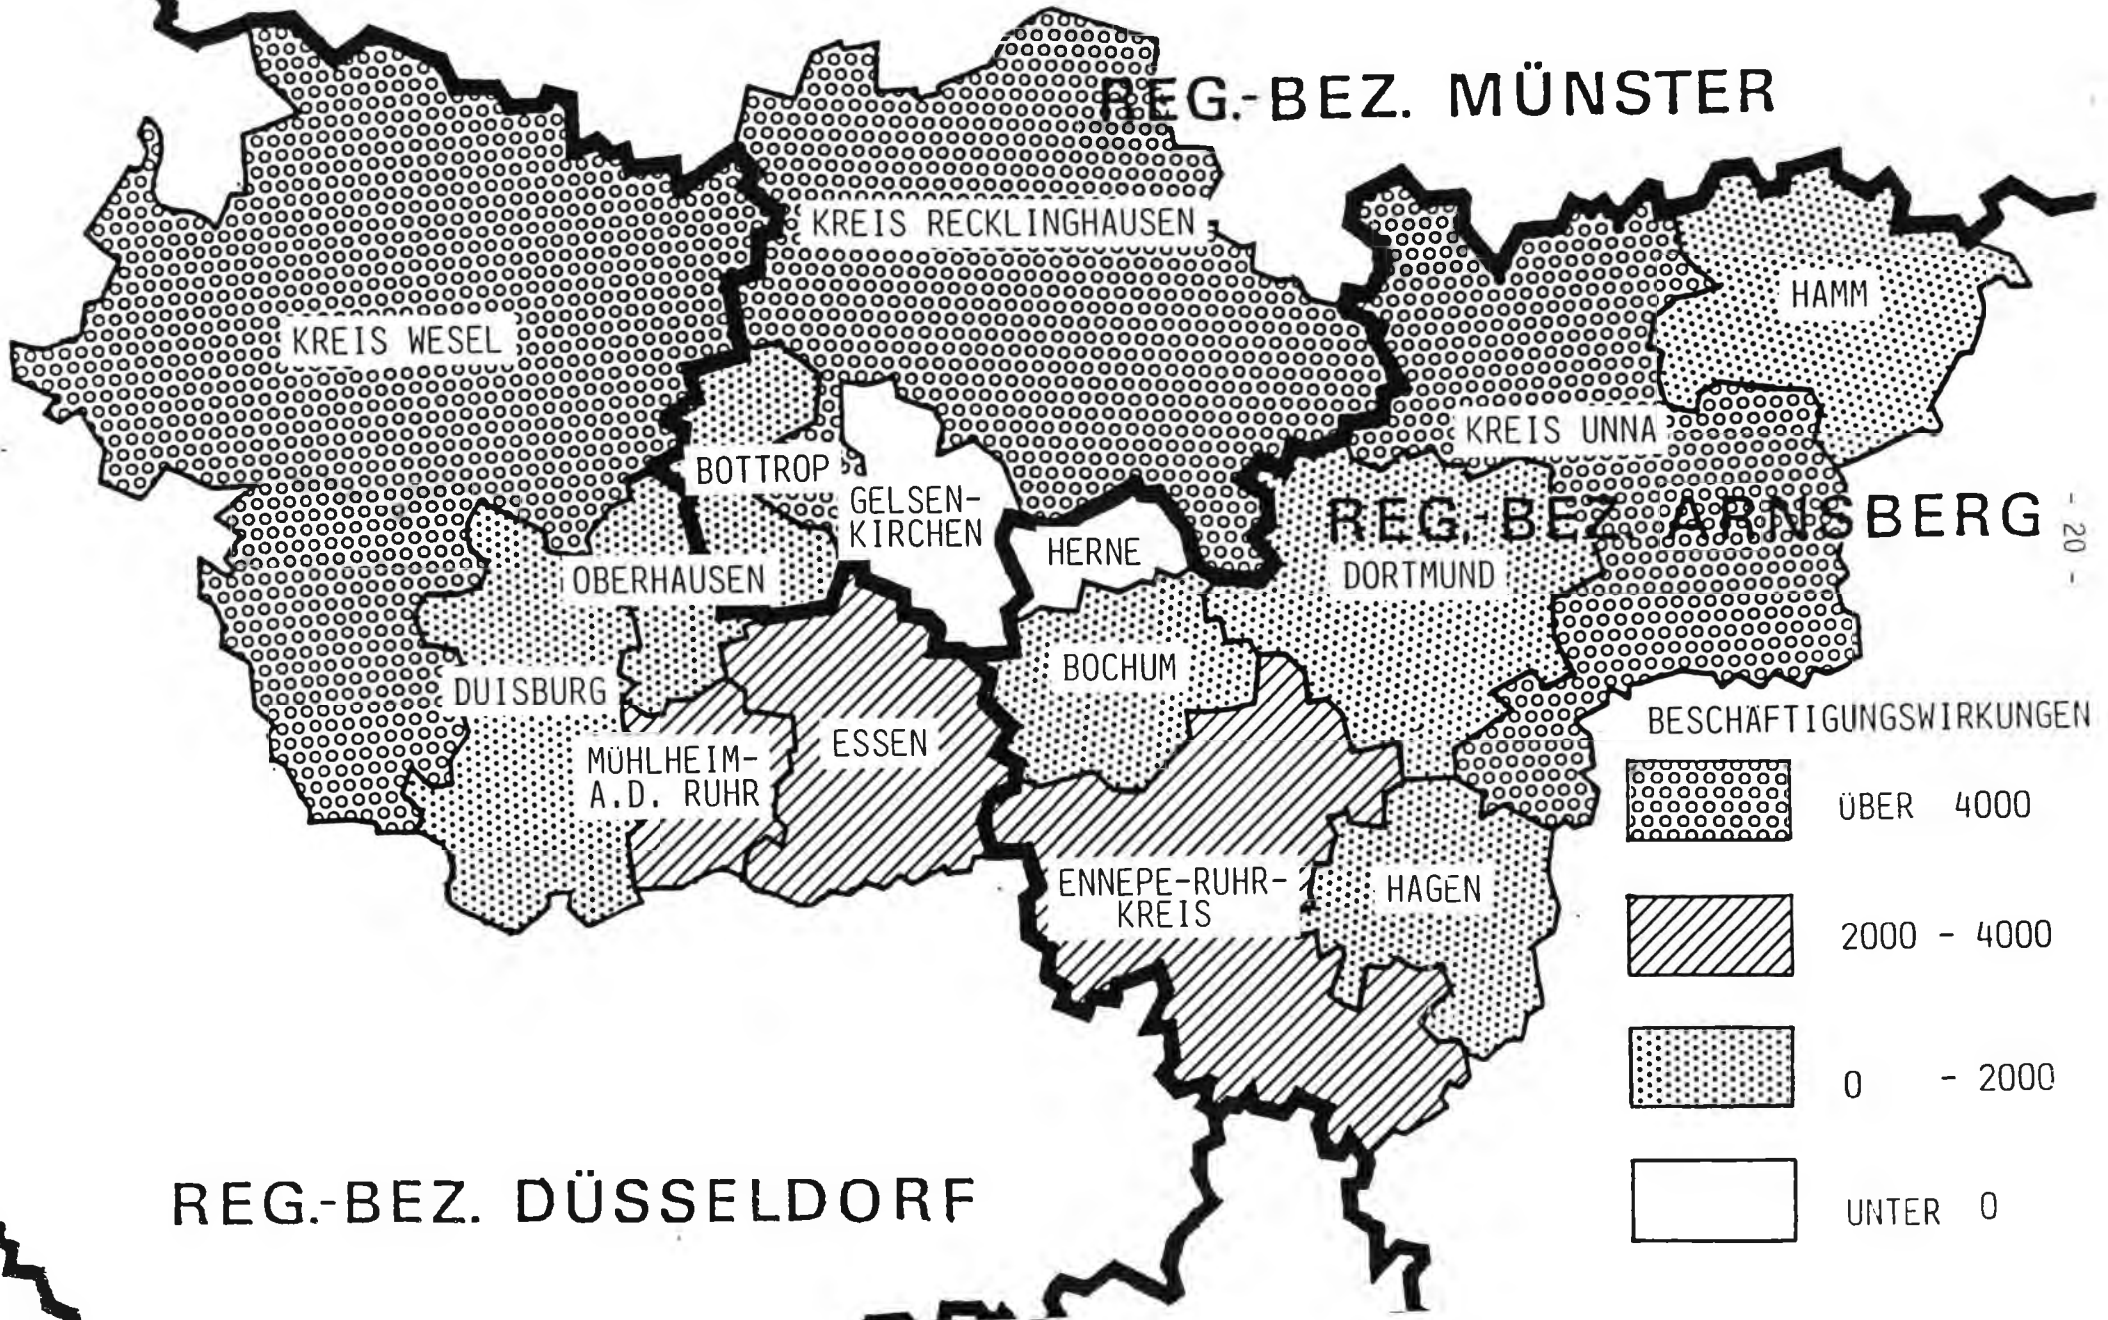 REG.-BEZ. MÜNSTER
KREIS RECKLINGHAUSEN
HAMM
KREIS WESEL
KREIS UNNA
BOTTROP
GELSEN-
KIRCHEN
REG.-BEZ. ARNSBERG
- 20 -
HERNE
OBERHAUSEN
DORTMUND
BOCHUM
DUISBURG
ESSEN
MÜHLHEIM-
A.D. RUHR
ENNEPE-RUHR-
KREIS
HAGEN
BESCHÄFTIGUNGSWIRKUNGEN
ÜBER 4000
2000 - 4000
0 - 2000
UNTER 0
REG.-BEZ. DÜSSELDORF